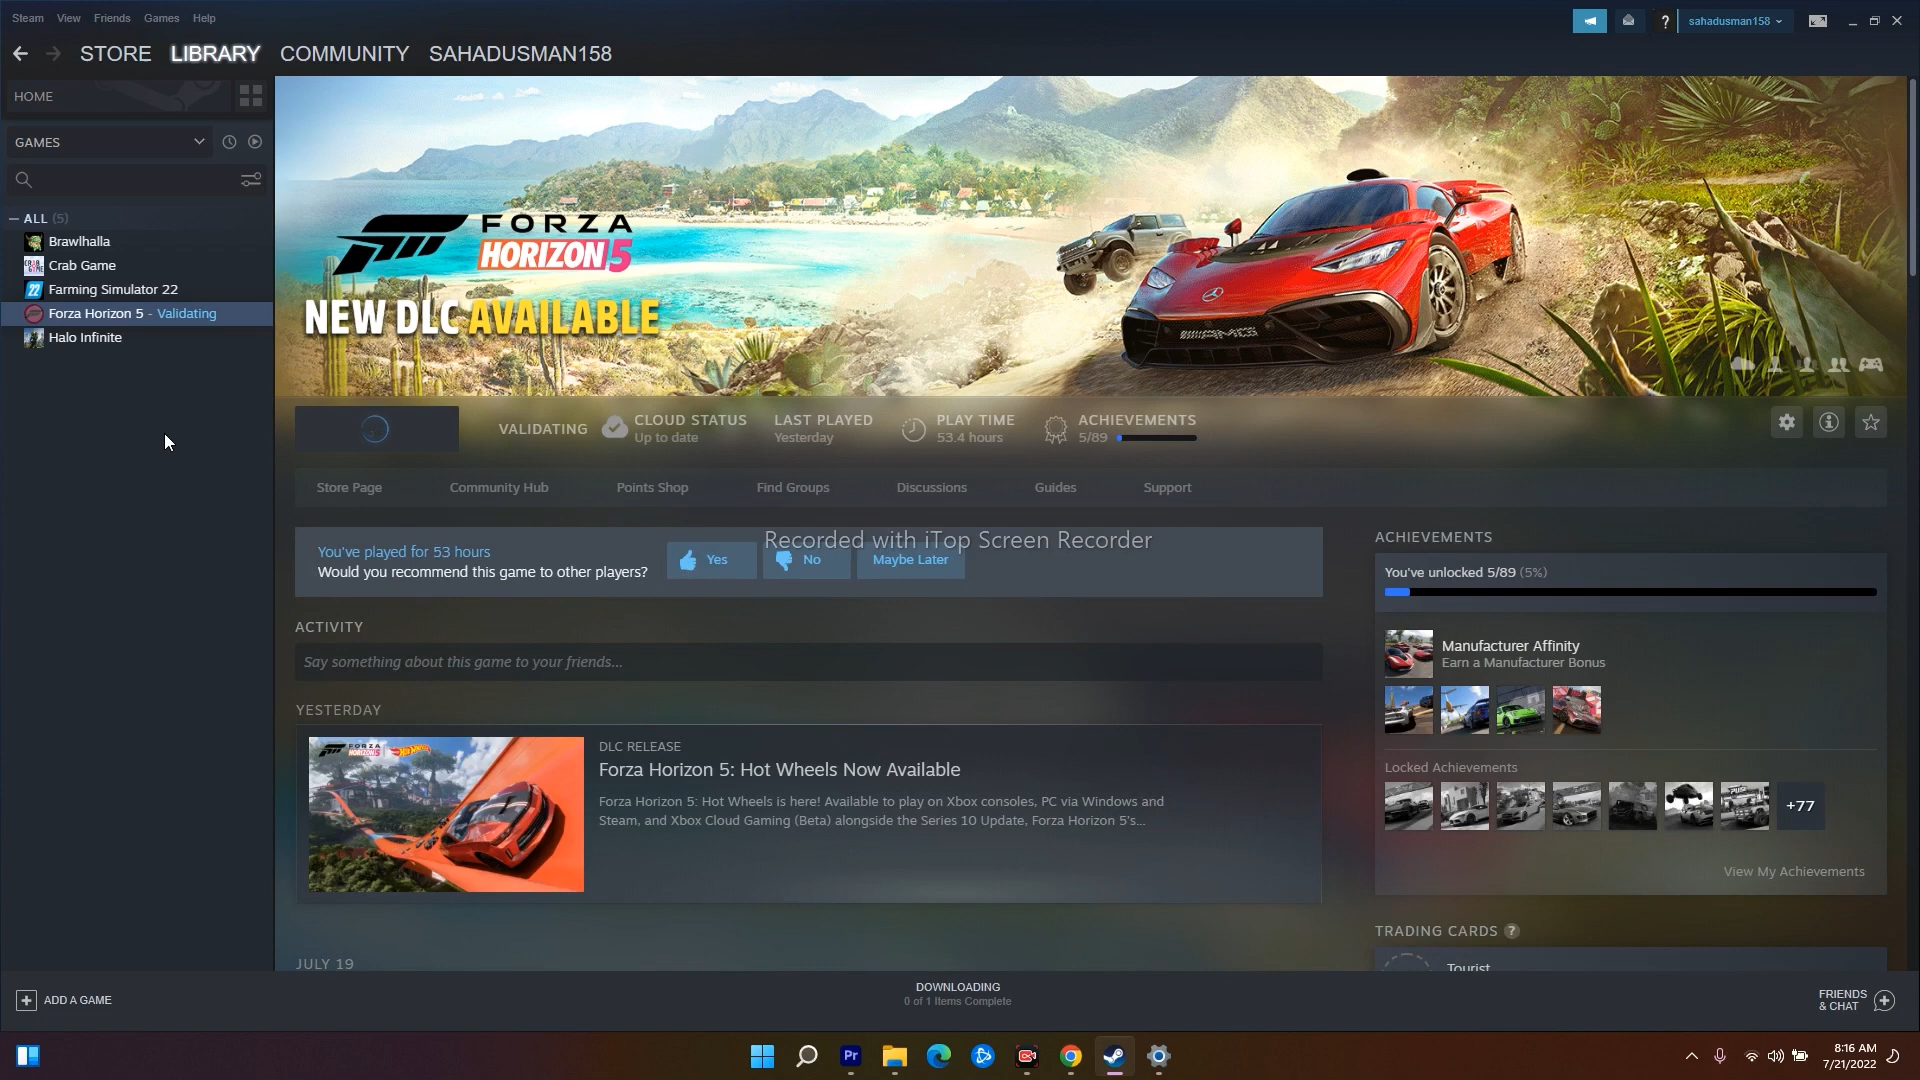 Steam View Friends Games Help
sahadusman158
STORE LIBRARY COMMUNITY SAHADUSMAN158
HOME
GAMES
ALL (5)
Brawlhalla
Crab Game
Farming Simulator 22
Forza Horizon 5 - Validating
Halo Infinite
FORZA
HORIZON 5
NEW DLC AVAILABLE
VALIDATING
CLOUD STATUS
Up to date
LAST PLAYED
Yesterday
PLAY TIME
53.4 hours
ACHIEVEMENTS
5/89
Store Page Community Hub Points Shop Find Groups Discussions Guides Support
Recorded with iTop Screen Recorder
You've played for 53 hours
Would you recommend this game to other players?
Yes
No
Maybe Later
ACTIVITY
Say something about this game to your friends...
YESTERDAY
FORZA
HORIZON 5
DLC RELEASE
Forza Horizon 5: Hot Wheels Now Available
Forza Horizon 5: Hot Wheels is here! Available to play on Xbox consoles, PC via Windows and
Steam, and Xbox Cloud Gaming (Beta) alongside the Series 10 Update, Forza Horizon 5's...
JULY 19
ACHIEVEMENTS
You've unlocked 5/89 (5%)
Manufacturer Affinity
Earn a Manufacturer Bonus
Locked Achievements
+77
View My Achievements
TRADING CARDS ?
Tourist
ADD A GAME
DOWNLOADING
0 of 1 Items Complete
FRIENDS
& CHAT
Pr
8:16 AM
7/21/2022